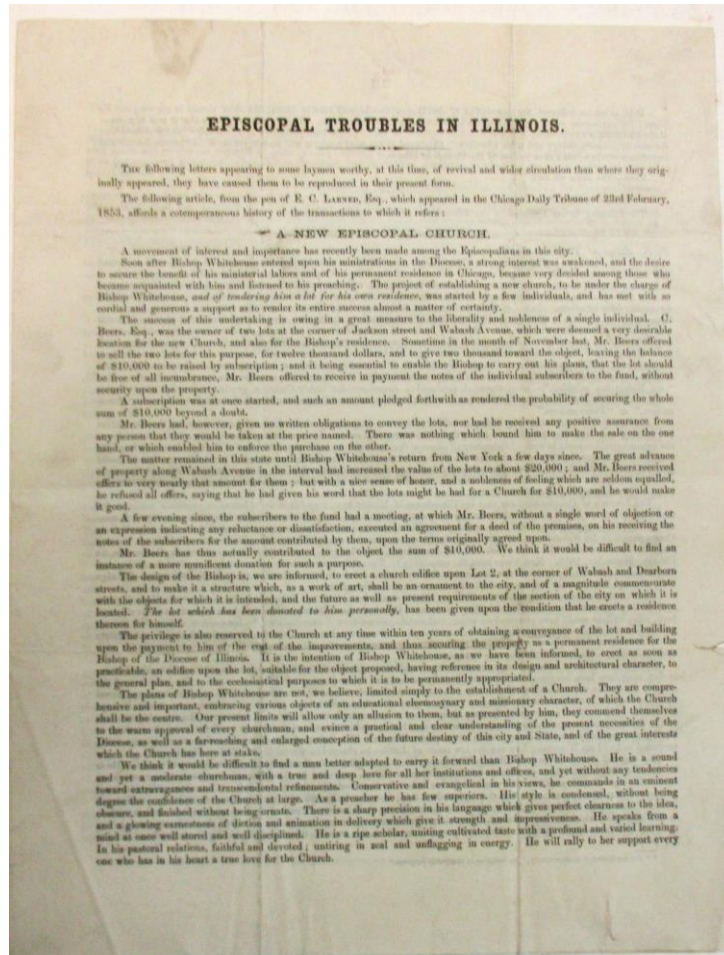 EPISCOPAL TROUBLES IN ILLINOIS.
THE following letters appearing to some laymen worthy, at this time, of revival and wider circulation than where they orig-
inally appeared, they have caused them to be reproduced in their present form.
The following article, from the pen of E. C. LARNED, Esq., which appeared in the Chicago Daily Tribune of 23rd February,
1853, affords a cotemporaneous history of the transactions to which it refers:
A NEW EPISCOPAL CHURCH.
A movement of interest and importance has recently been made among the Episcopalians in this city.
Soon after Bishop Whitehouse entered upon his ministrations in the Diocese, a strong interest was awakened, and the desire
to secure the benefit of his ministerial labors and of his permanent residence in Chicago, became very decided among those who
became acquainted with him and listened to his preaching. The project of establishing a new church, to be under the charge of
Bishop Whitehouse, and of tendering him a lot for his own residence, was started by a few individuals, and has met with so
cordial and generous a support as to render its entire success almost a matter of certainty.
The success of this undertaking is owing in a great measure to the liberality and nobleness of a single individual. C.
Beers, Esq., was the owner of two lots at the corner of Jackson street and Wabash Avenue, which were deemed a very desirable
location for the new Church, and also for the Bishop's residence. Sometime in the month of November last, Mr. Beers offered
to sell the two lots for this purpose, for twelve thousand dollars, and to give two thousand toward the object, leaving the balance
of $10,000 to be raised by subscription; and it being essential to enable the Bishop to carry out his plans, that the lot should
be free of all incumbrance, Mr. Beers offered to receive in payment the notes of the individual subscribers to the fund, without
security upon the property.
A subscription was at once started, and such an amount pledged forthwith as rendered the probability of securing the whole
sum of $10,000 beyond a doubt.
Mr. Beers had, however, given no written obligations to convey the lots, nor had he received any positive assurance from
any person that they would be taken at the price named. There was nothing which bound him to make the sale on the one
hand, or which enabled him to enforce the purchase on the other.
The matter remained in this state until Bishop Whitehouse's return from New York a few days since. The great advance
of property along Wabash Avenue in the interval had increased the value of the lots to about $20,000; and Mr. Beers received
offers to very nearly that amount for them; but with a nice sense of honor, and a nobleness of feeling which are seldom equalled,
he refused all offers, saying that he had given his word that the lots might be had for a Church for $10,000, and he would make
it good.
A few evening since, the subscribers to the fund had a meeting, at which Mr. Beers, without a single word of objection or
an expression indicating any reluctance or dissatisfaction, executed an agreement for a deed of the premises, on his receiving the
notes of the subscribers for the amount contributed by them, upon the terms originally agreed upon.
Mr. Beers has thus actually contributed to the object the sum of $10,000. We think it would be difficult to find an
instance of a more munificent donation for such a purpose.
The design of the Bishop is, we are informed, to erect a church edifice upon Lot 2, at the corner of Wabash and Dearborn
streets, and to make it a structure which, as a work of art, shall be an ornament to the city, and of a magnitude commensurate
with the objects for which it is intended, and the future as well as present requirements of the section of the city on which it is
located. The lot which has been donated to him personally, has been given upon the condition that he erects a residence
thereon for himself.
The privilege is also reserved to the Church at any time within ten years of obtaining a conveyance of the lot and building
upon the payment to him of the cost of the improvements, and thus securing the property as a permanent residence for the
Bishop of the Diocese of Illinois. It is the intention of Bishop Whitehouse, as we have been informed, to erect as soon as
practicable, an edifice upon the lot, suitable for the object proposed, having reference in its design and architectural character, to
the general plan, and to the ecclesiastical purposes to which it is to be permanently appropriated.
The plans of Bishop Whitehouse are not, we believe, limited simply to the establishment of a Church. They are compre-
hensive and important, embracing various objects of an educational eleemosynary and missionary character, of which the Church
shall be the centre. Our present limits will allow only an allusion to them, but as presented by him, they commend themselves
to the warm approval of every churchman, and evince a practical and clear understanding of the present necessities of the
Diocese, as well as a far-reaching and enlarged conception of the future destiny of this city and State, and of the great interests
which the Church has here at stake.
We think it would be difficult to find a man better adapted to carry it forward than Bishop Whitehouse. He is a sound
and yet a moderate churchman, with a true and deep love for all her institutions and offices, and yet without any tendencies
toward extravagances and transcendental refinements. Conservative and evangelical in his views, he commands in an eminent
degree the confidence of the Church at large. As a preacher he has few superiors. His style is condensed, without being
obscure, and finished without being ornate. There is a sharp precision in his language which gives perfect clearness to the idea,
and a glowing earnestness of diction and animation in delivery which give it strength and impressiveness. He speaks from a
mind at once well stored and well disciplined. He is a ripe scholar, uniting cultivated taste with a profound and varied learning.
In his pastoral relations, faithful and devoted; untiring in zeal and unflagging in energy. He will rally to her support every
one who has in his heart a true love for the Church.